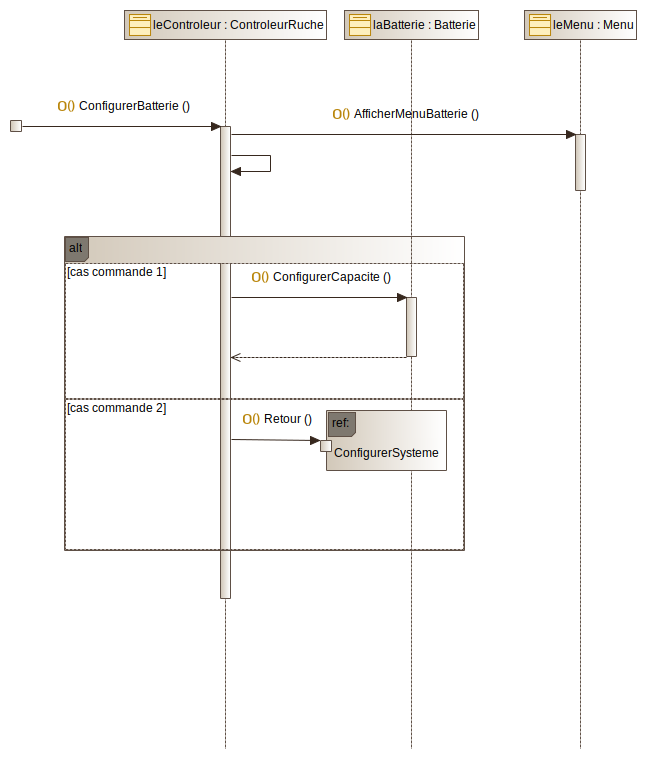 leControleur : ControleurRuche
laBatterie : Batterie
leMenu : Menu
O() ConfigurerBatterie ()
O() AfficherMenuBatterie ()
alt
[cas commande 1]
O() ConfigurerCapacite ()
[cas commande 2]
O() Retour ()
ref:
ConfigurerSysteme